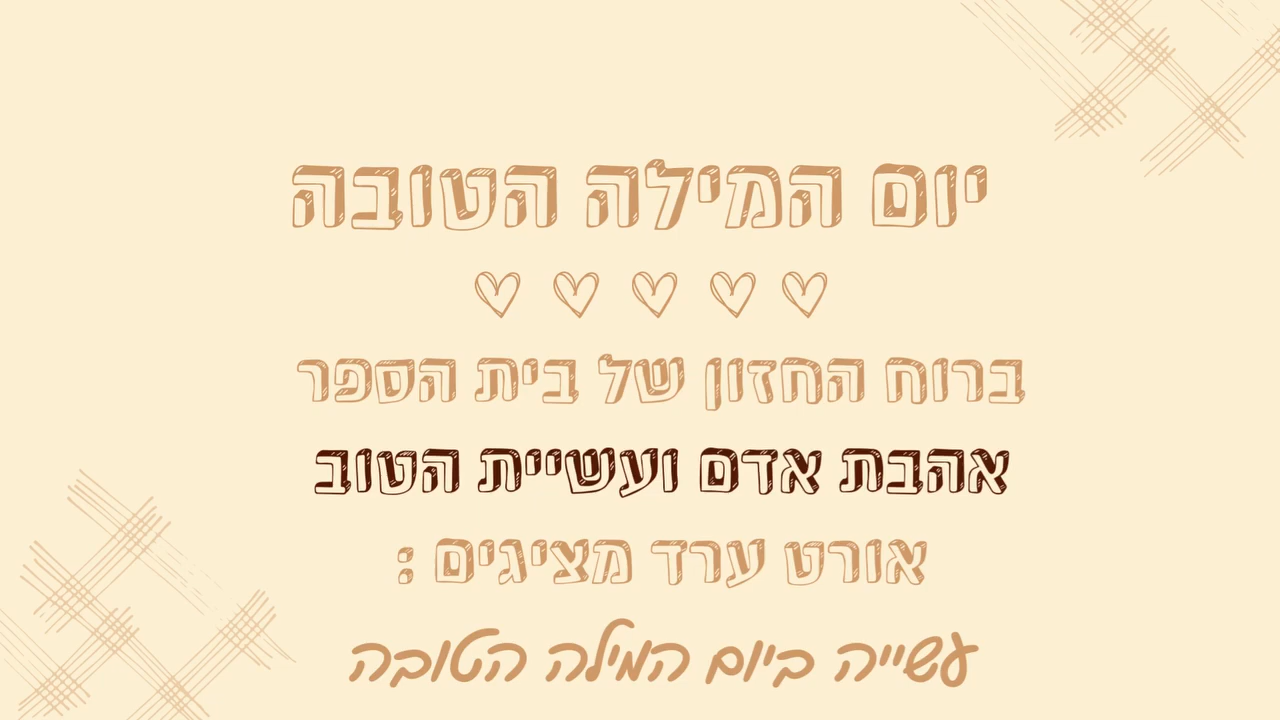 יום המילה הטובה
ברוח החזון של בית הספר
אהבת אדם ועשיית הטוב
אורט ערד מציגים :
עשייה ביום המילה הטובה